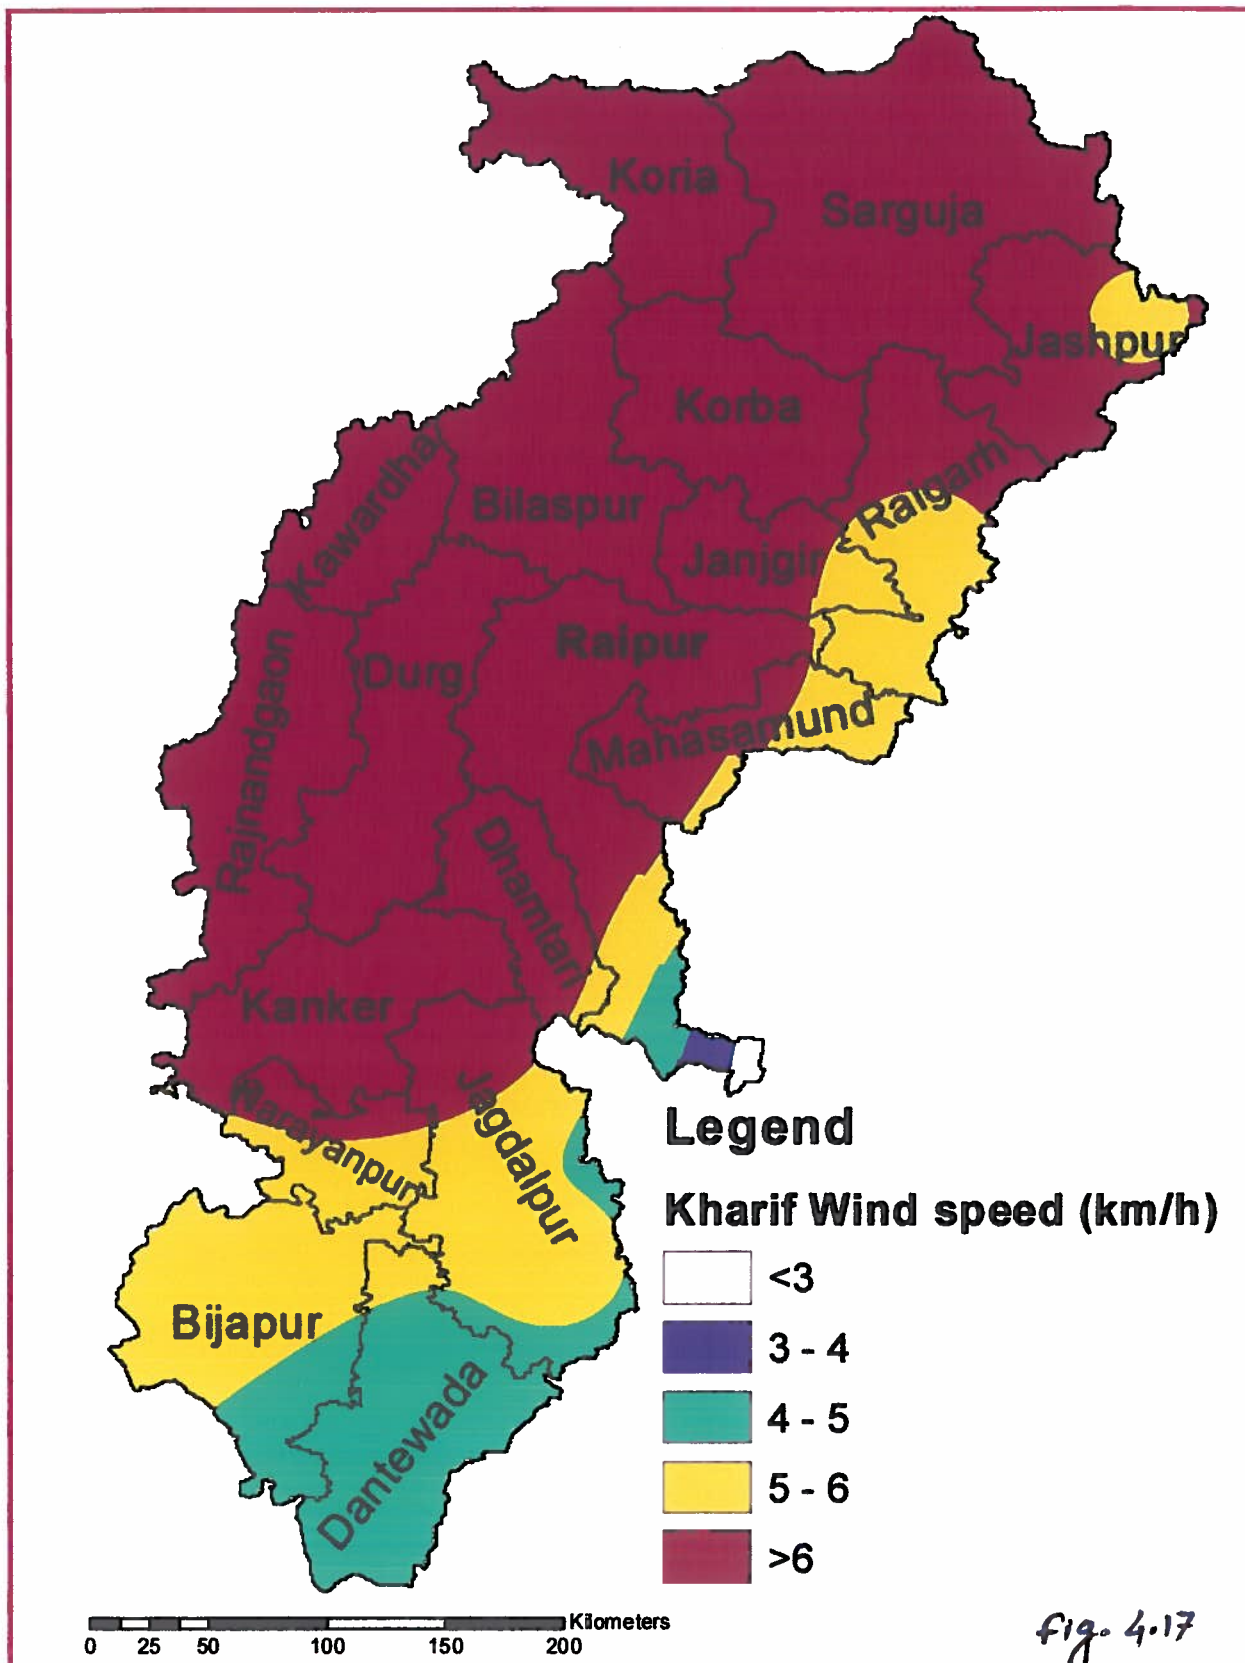 Koria
Sarguja
Jashpur
Korba
Kawardha
Bilaspur
Raigarh
Janjgir
Rajnandgaon
Durg
Raipur
Mahasamund
Dhamtari
Kanker
Narayanpur
Jagdalpur
Bijapur
Dantewada
Legend
Kharif Wind speed (km/h)
<3
3 - 4
4 - 5
5 - 6
>6
Kilometers
0 25 50 100 150 200
fig. 4.17